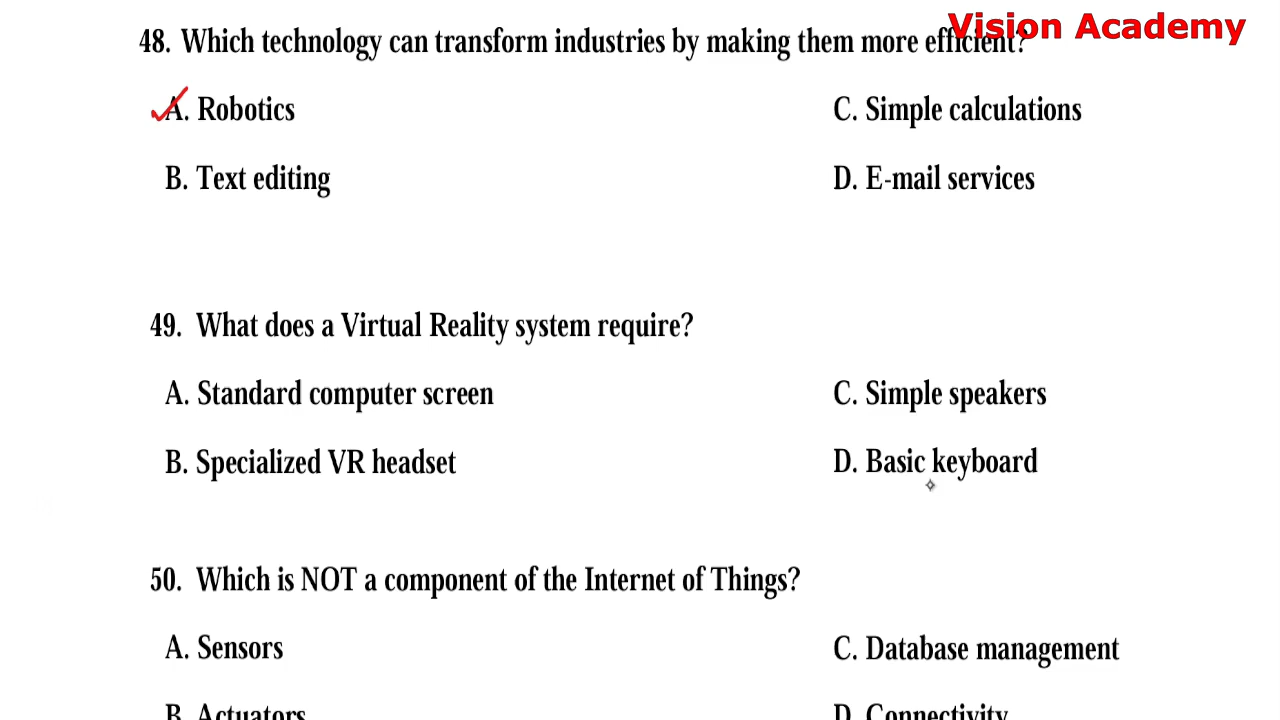 Vision Academy
48. Which technology can transform industries by making them more efficient?
A. Robotics
C. Simple calculations
B. Text editing
D. E-mail services
49. What does a Virtual Reality system require?
A. Standard computer screen
C. Simple speakers
B. Specialized VR headset
D. Basic keyboard
50. Which is NOT a component of the Internet of Things?
A. Sensors
C. Database management
B. Actuators
D. Connectivity